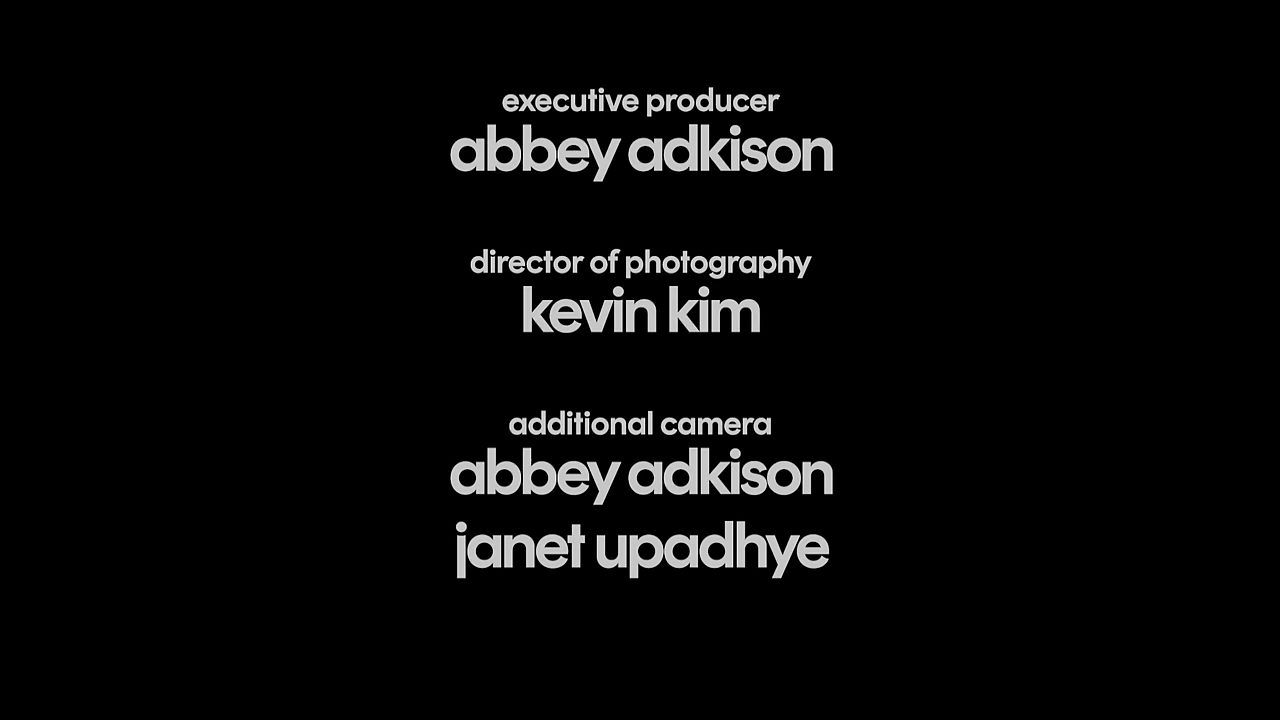 executive producer
abbey adkison
director of photography
kevin kim
additional camera
abbey adkison
janet upadhye